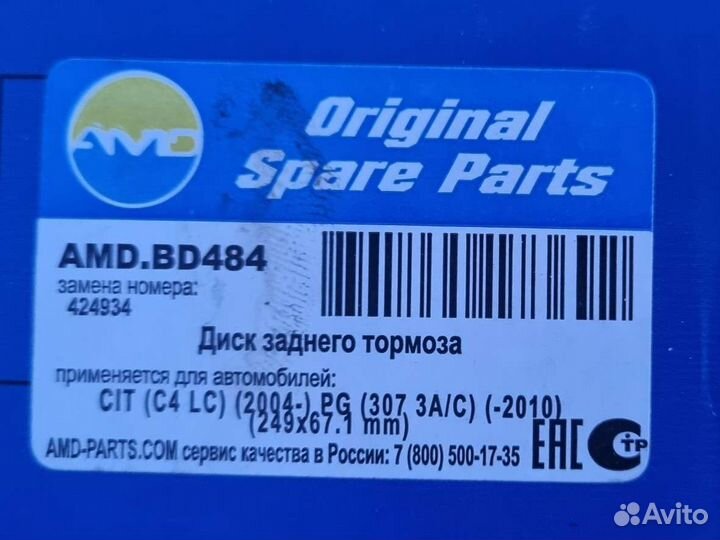 AMD
Original
Spare Parts
AMD.BD484
замена номера:
424934
Диск заднего тормоза
применяется для автомобилей:
CIT (C4 LC) (2004-) PG (307 3A/C) (-2010)
(249x67.1 mm)
AMD-PARTS.COM сервис качества в России: 7 (800) 500-17-35
EAC
СТР
Avito